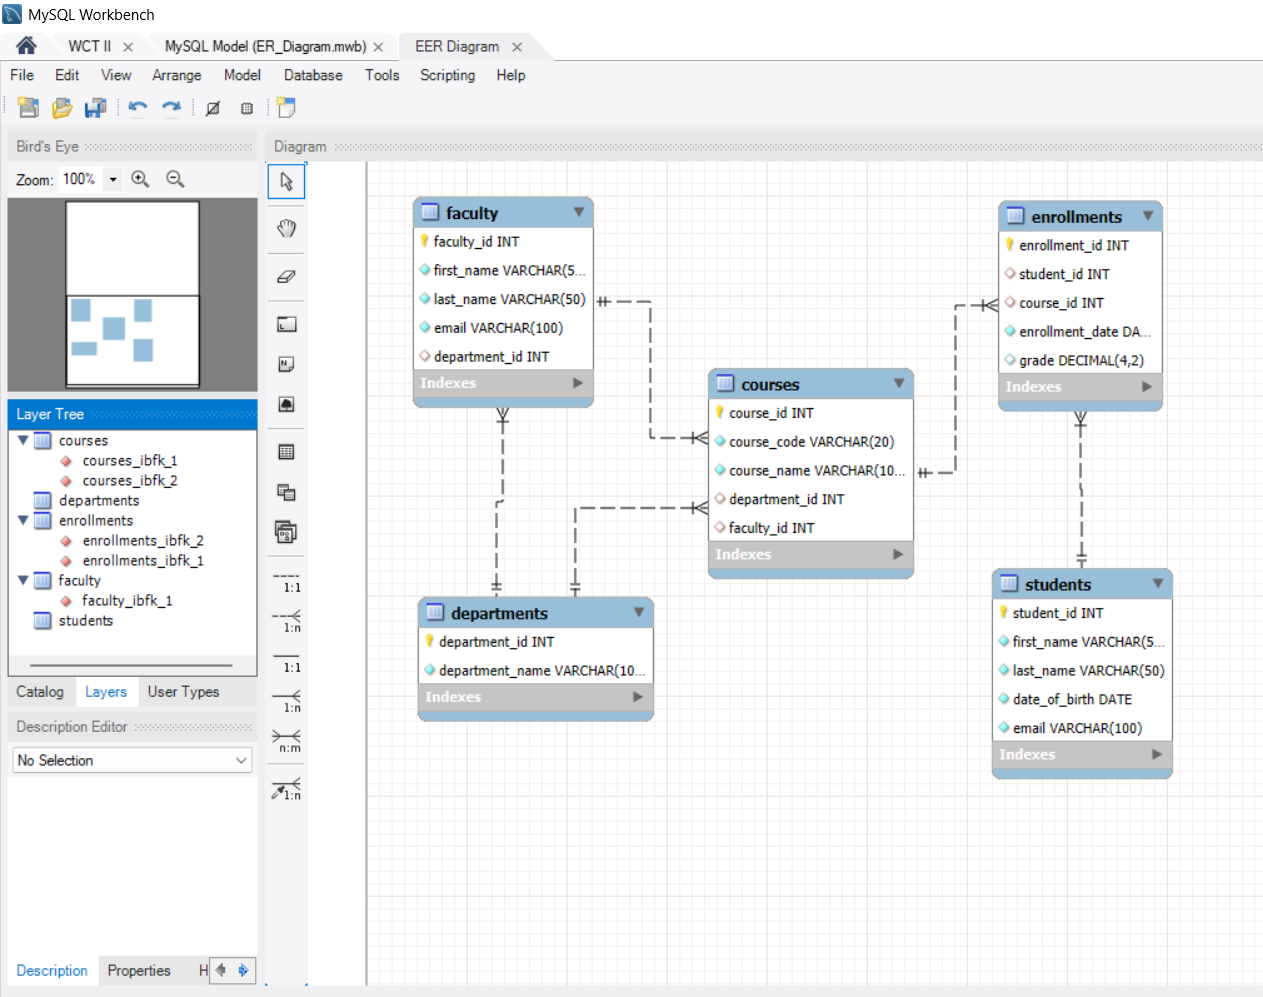 MySQL Workbench
WCT II
MySQL Model (ER_Diagram.mwb)
EER Diagram
File Edit View Arrange Model Database Tools Scripting Help
Bird's Eye
Zoom: 100%
Layer Tree
courses
courses_ibfk_1
courses_ibfk_2
departments
enrollments
enrollments_ibfk_2
enrollments_ibfk_1
faculty
faculty_ibfk_1
students
Catalog Layers User Types
Description Editor
No Selection
Description Properties H
Diagram
1:1
1:n
1:1
1:n
n:m
1:n
faculty
faculty_id INT
first_name VARCHAR(5...
last_name VARCHAR(50)
email VARCHAR(100)
department_id INT
Indexes
departments
department_id INT
department_name VARCHAR(10...
Indexes
courses
course_id INT
course_code VARCHAR(20)
course_name VARCHAR(10...
department_id INT
faculty_id INT
Indexes
enrollments
enrollment_id INT
student_id INT
course_id INT
enrollment_date DA...
grade DECIMAL(4,2)
Indexes
students
student_id INT
first_name VARCHAR(5...
last_name VARCHAR(50)
date_of_birth DATE
email VARCHAR(100)
Indexes